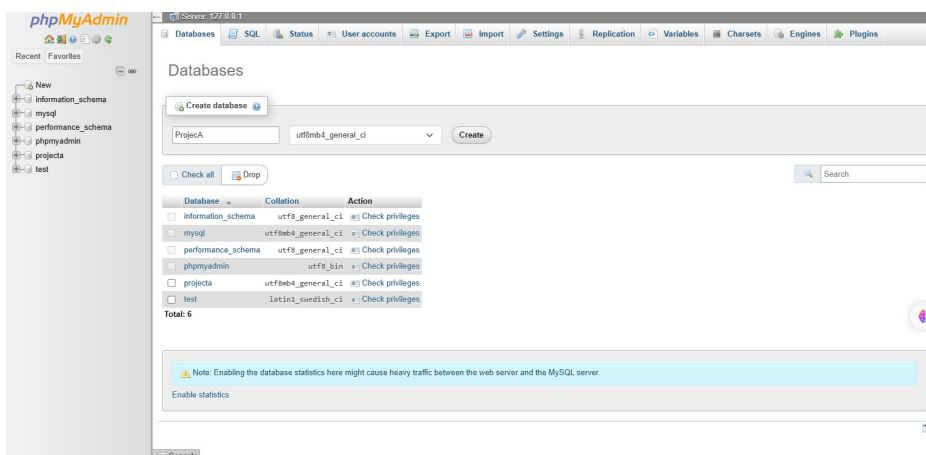 phpMyAdmin
Recent Favorites
New
information_schema
mysql
performance_schema
phpmyadmin
projecta
test
Server: 127.0.0.1
Databases SQL Status User accounts Export Import Settings Replication Variables Charsets Engines Plugins
Databases
Create database
ProjecA utf8mb4_general_ci Create
Check all Drop Search
Database Collation Action
information_schema utf8_general_ci Check privileges
mysql utf8mb4_general_ci Check privileges
performance_schema utf8_general_ci Check privileges
phpmyadmin utf8_bin Check privileges
projecta utf8mb4_general_ci Check privileges
test latin1_swedish_ci Check privileges
Total: 6
Note: Enabling the database statistics here might cause heavy traffic between the web server and the MySQL server.
Enable statistics
Console